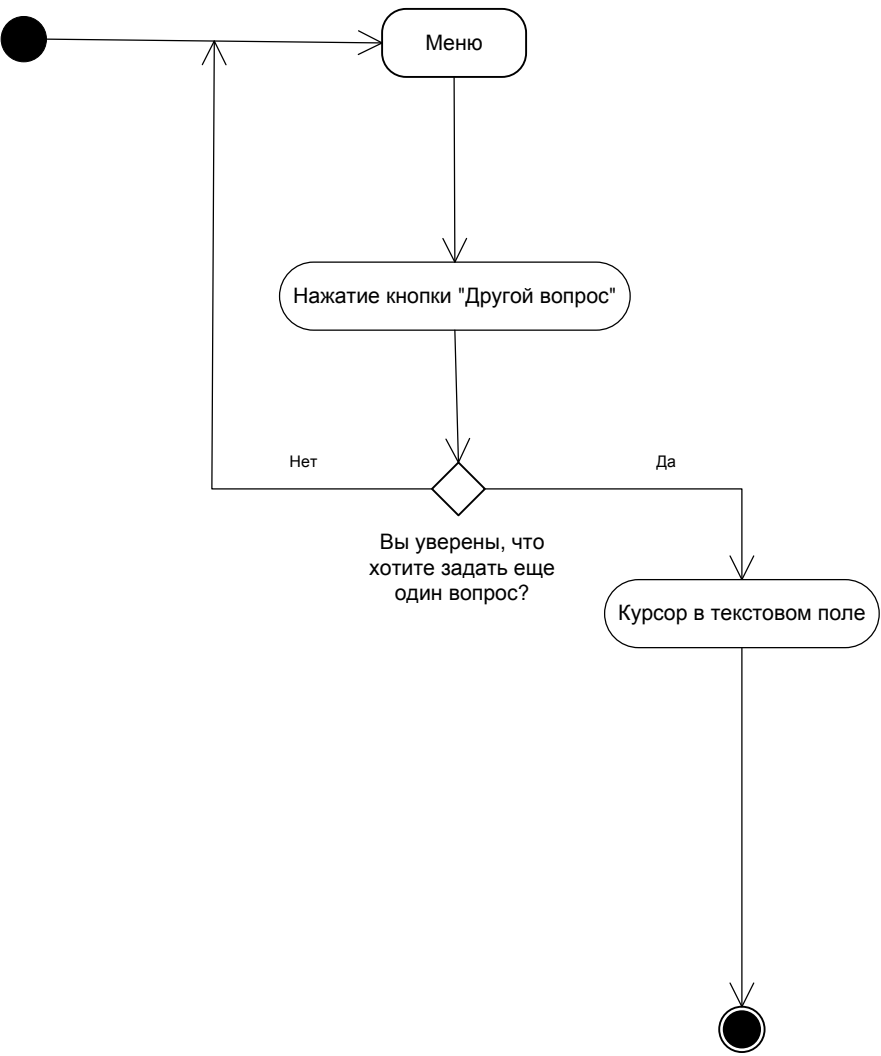 Меню
Нажатие кнопки "Другой вопрос"
Нет
Да
Вы уверены, что
хотите задать еще
один вопрос?
Курсор в текстовом поле